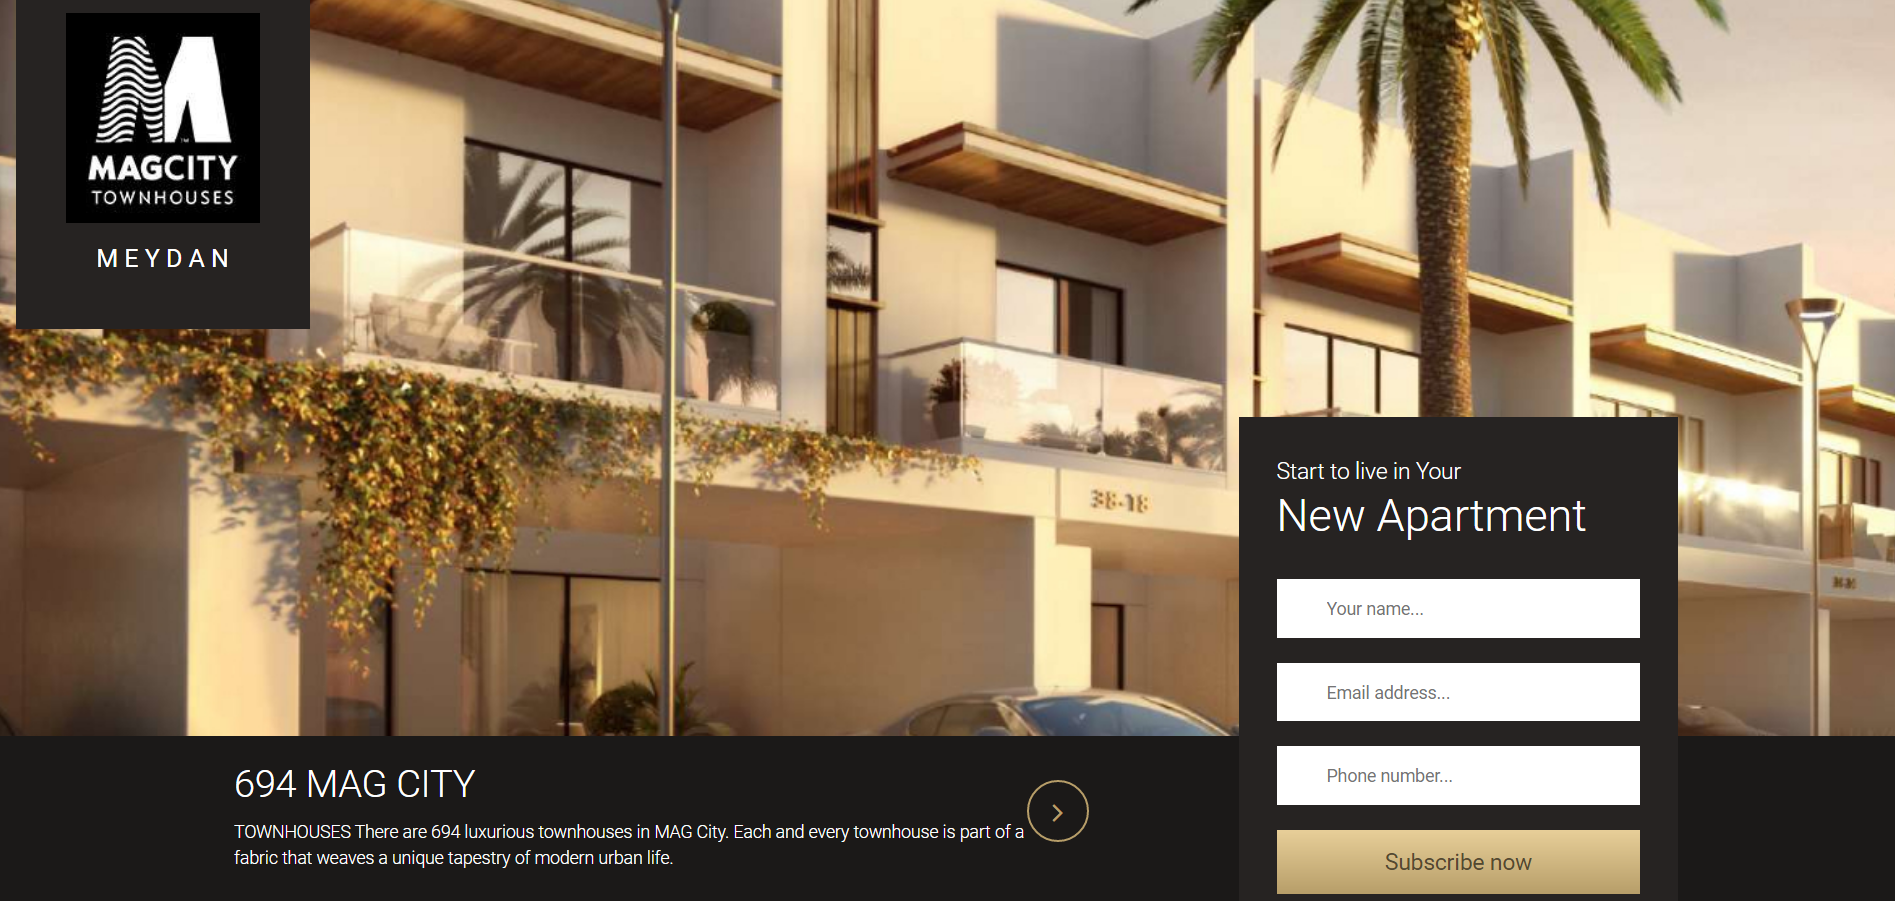 MAGCITY
TOWNHOUSES
MEYDAN
38-18
Start to live in Your
New Apartment
Your name...
Email address...
Phone number...
Subscribe now
694 MAG CITY
TOWNHOUSES There are 694 luxurious townhouses in MAG City. Each and every townhouse is part of a
fabric that weaves a unique tapestry of modern urban life.